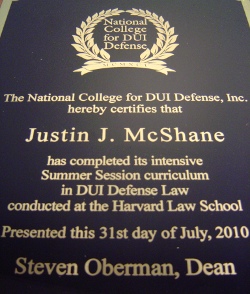 National
College
for DUI
Defense
MCMXCV
The National College for DUI Defense, Inc.
hereby certifies that
Justin J. McShane
has completed its intensive
Summer Session curriculum
in DUI Defense Law
conducted at the Harvard Law School
Presented this 31st day of July, 2010
Steven Oberman, Dean